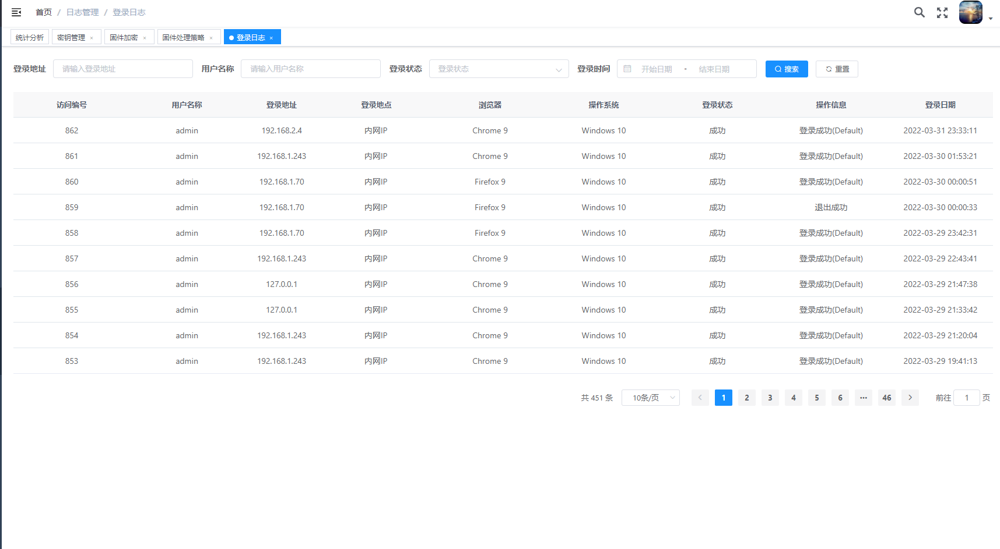 首页 / 日志管理 / 登录日志
统计分析 密钥管理 × 固件加密 × 固件处理策略 × 登录日志 ×
登录地址 请输入登录地址 用户名称 请输入用户名称 登录状态 登录状态 登录时间 开始日期 - 结束日期 搜索 重置
访问编号 用户名称 登录地址 登录地点 浏览器 操作系统 登录状态 操作信息 登录日期
862 admin 192.168.2.4 内网IP Chrome 9 Windows 10 成功 登录成功(Default) 2022-03-31 23:33:11
861 admin 192.168.1.243 内网IP Chrome 9 Windows 10 成功 登录成功(Default) 2022-03-30 01:53:21
860 admin 192.168.1.70 内网IP Firefox 9 Windows 10 成功 登录成功(Default) 2022-03-30 00:00:51
859 admin 192.168.1.70 内网IP Firefox 9 Windows 10 成功 退出成功 2022-03-30 00:00:33
858 admin 192.168.1.70 内网IP Firefox 9 Windows 10 成功 登录成功(Default) 2022-03-29 23:42:31
857 admin 192.168.1.243 内网IP Chrome 9 Windows 10 成功 登录成功(Default) 2022-03-29 22:43:41
856 admin 127.0.0.1 内网IP Chrome 9 Windows 10 成功 登录成功(Default) 2022-03-29 21:47:38
855 admin 127.0.0.1 内网IP Chrome 9 Windows 10 成功 登录成功(Default) 2022-03-29 21:33:42
854 admin 192.168.1.243 内网IP Chrome 9 Windows 10 成功 登录成功(Default) 2022-03-29 21:20:04
853 admin 192.168.1.243 内网IP Chrome 9 Windows 10 成功 登录成功(Default) 2022-03-29 19:41:13
共 451 条 10条/页 < 1 2 3 4 5 6 ··· 46 > 前往 1 页